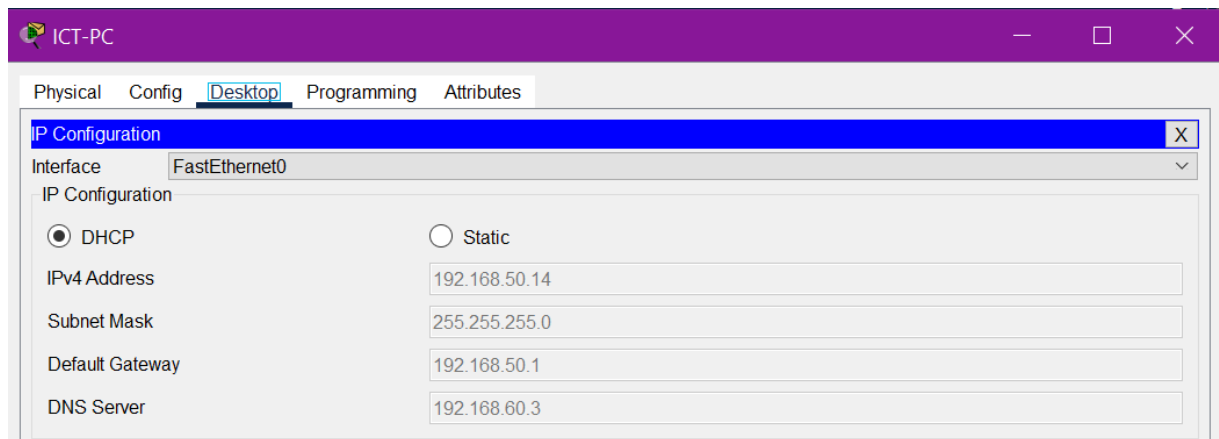 ICT-PC
Physical Config Desktop Programming Attributes
IP Configuration X
Interface FastEthernet0
IP Configuration
DHCP Static
IPv4 Address 192.168.50.14
Subnet Mask 255.255.255.0
Default Gateway 192.168.50.1
DNS Server 192.168.60.3